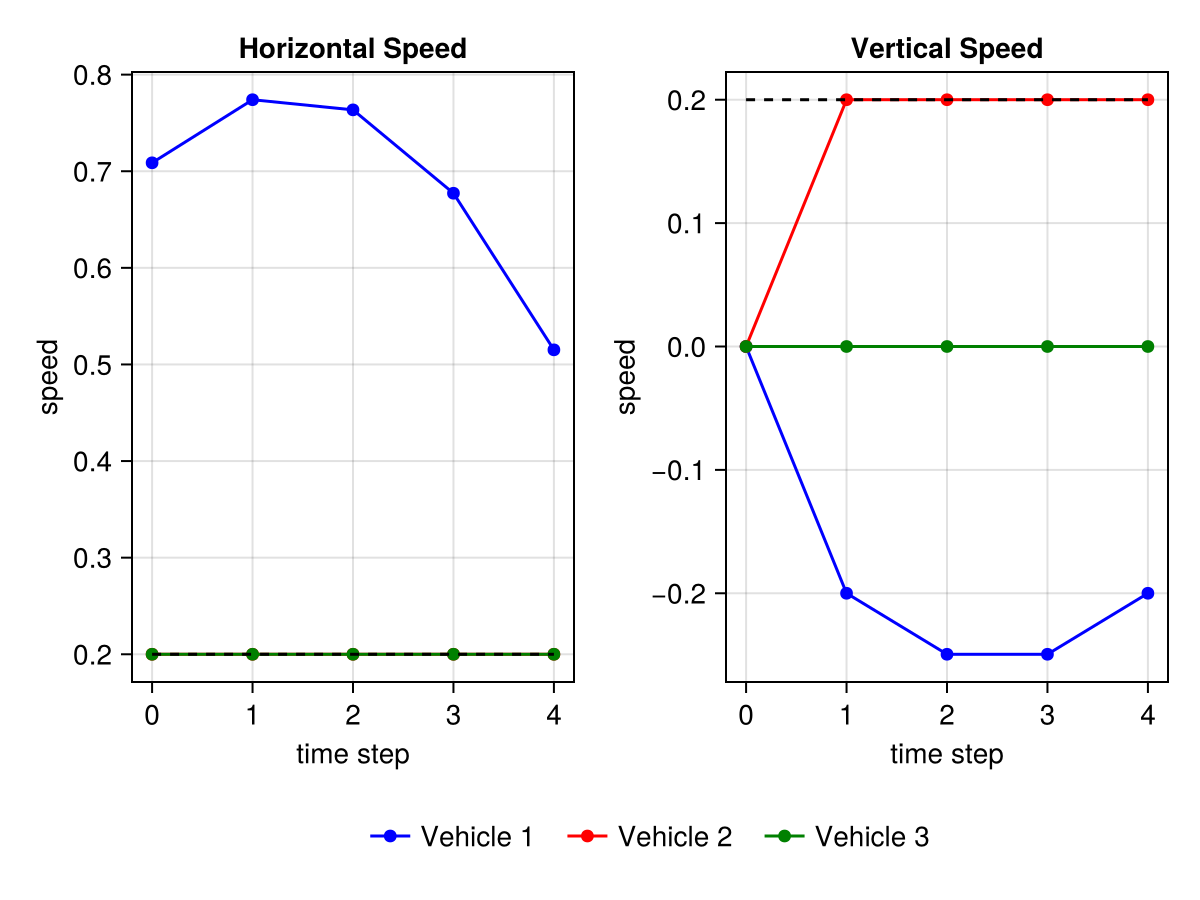 Horizontal Speed
0.8
0.7
0.6
0.5
0.4
0.3
0.2
speed
0 1 2 3 4
time step
Vertical Speed
0.2
0.1
0.0
−0.1
−0.2
speed
0 1 2 3 4
time step
Vehicle 1 Vehicle 2 Vehicle 3